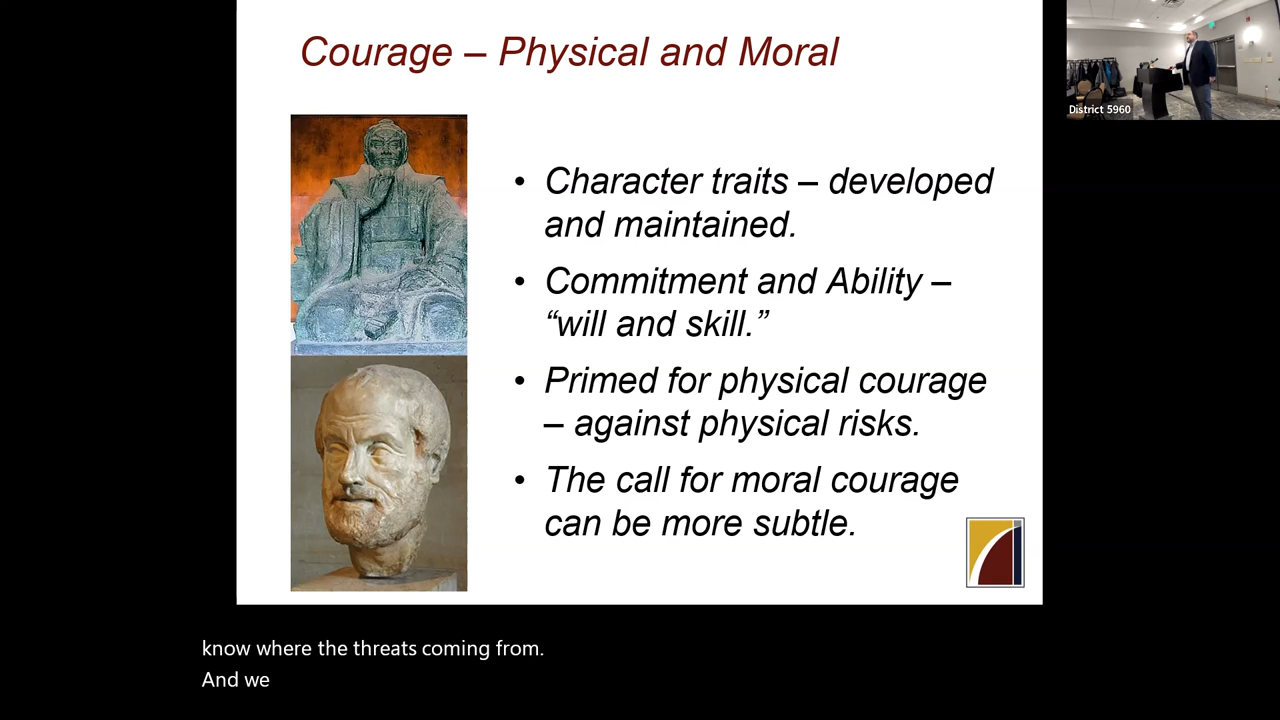 Courage – Physical and Moral
District 5960
• Character traits – developed
and maintained.
• Commitment and Ability –
“will and skill.”
• Primed for physical courage
– against physical risks.
• The call for moral courage
can be more subtle.
know where the threats coming from.
And we